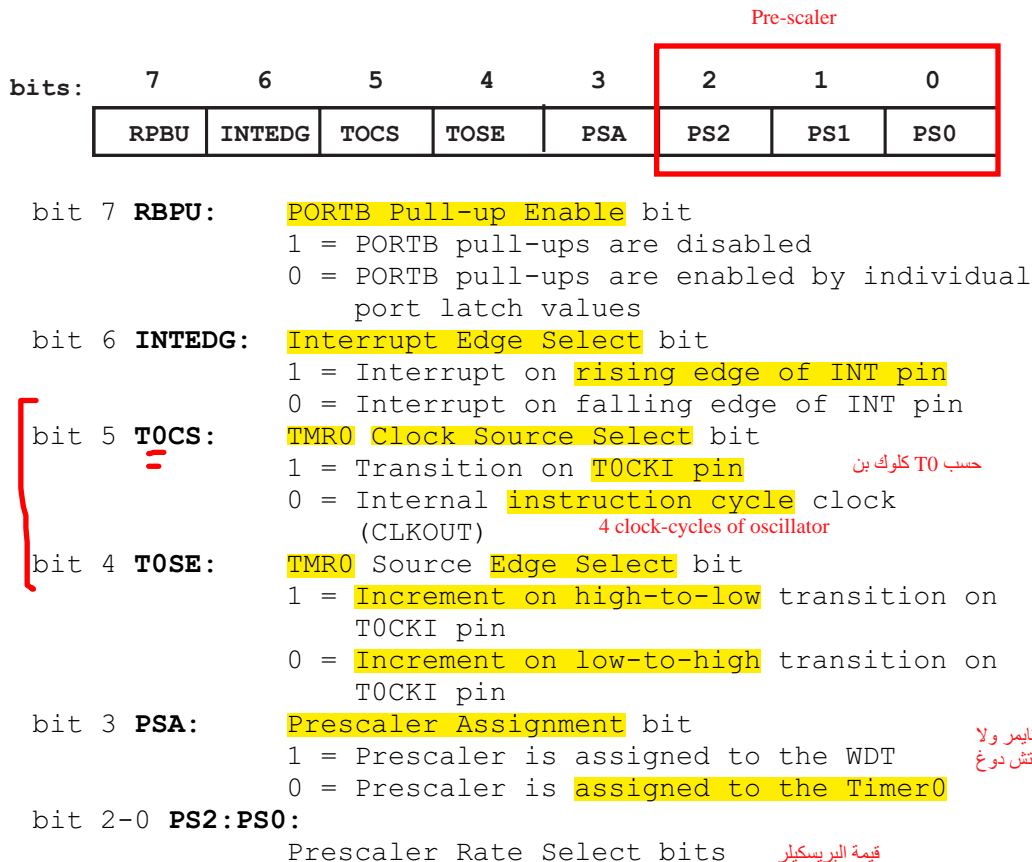 Pre-scaler
bits: 7 6 5 4 3 2 1 0
RPBU INTEDG TOCS TOSE PSA PS2 PS1 PS0
bit 7 RBPU: PORTB Pull-up Enable bit
1 = PORTB pull-ups are disabled
0 = PORTB pull-ups are enabled by individual
port latch values
bit 6 INTEDG: Interrupt Edge Select bit
1 = Interrupt on rising edge of INT pin
0 = Interrupt on falling edge of INT pin
bit 5 T0CS: TMR0 Clock Source Select bit
1 = Transition on T0CKI pin حسب T0 كلوك بن
0 = Internal instruction cycle clock
(CLKOUT) 4 clock-cycles of oscillator
bit 4 T0SE: TMR0 Source Edge Select bit
1 = Increment on high-to-low transition on
T0CKI pin
0 = Increment on low-to-high transition on
T0CKI pin
bit 3 PSA: Prescaler Assignment bit
ايمر ولا
1 = Prescaler is assigned to the WDT تش دوغ
0 = Prescaler is assigned to the Timer0
bit 2-0 PS2:PS0:
Prescaler Rate Select bits قيمة البريسكيلر